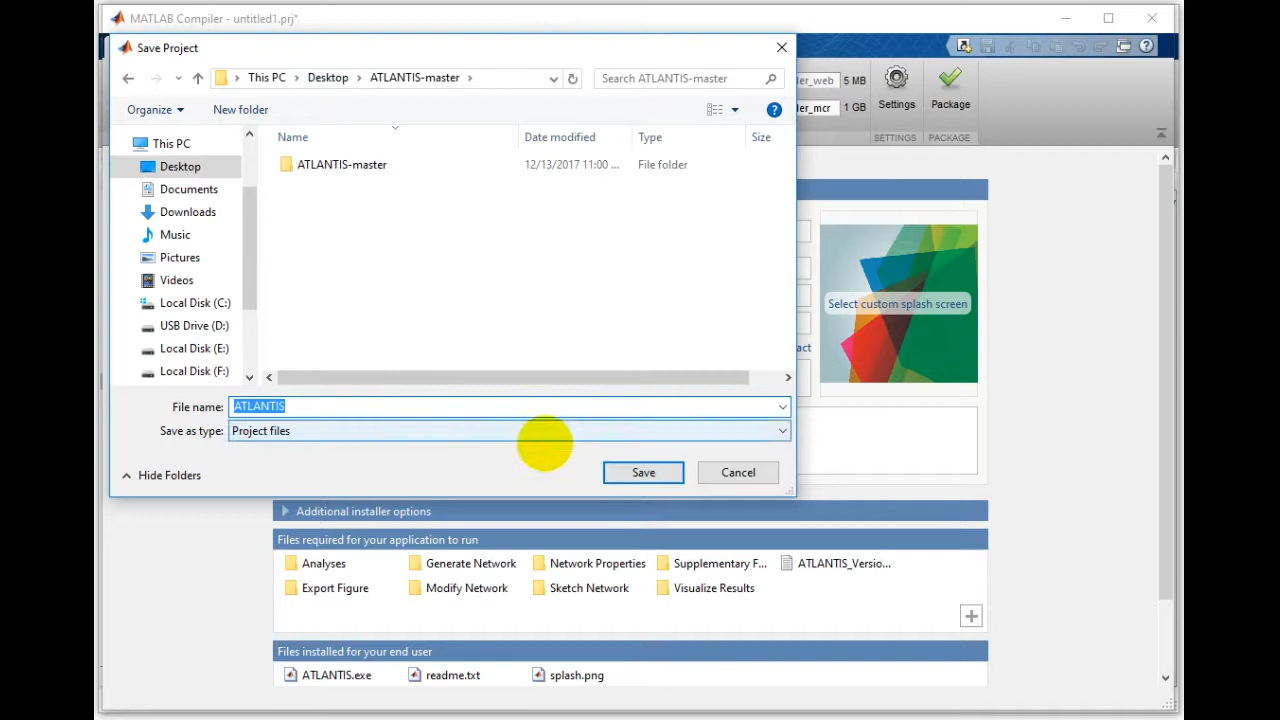 MATLAB Compiler - untitled1.prj*
Save Project
This PC
Desktop
ATLANTIS-master
Search ATLANTIS-master
er_web
5 MB
er_mcr
1 GB
Settings
Package
SETTINGS
PACKAGE
Organize
New folder
Name
Date modified
Type
Size
This PC
Desktop
Documents
Downloads
Music
Pictures
Videos
Local Disk (C:)
USB Drive (D:)
Local Disk (E:)
Local Disk (F:)
ATLANTIS-master
12/13/2017 11:00 ...
File folder
Select custom splash screen
act
File name:
ATLANTIS
Save as type:
Project files
Hide Folders
Save
Cancel
Additional installer options
Files required for your application to run
Analyses
Generate Network
Network Properties
Supplementary F...
ATLANTIS_Versio...
Export Figure
Modify Network
Sketch Network
Visualize Results
Files installed for your end user
ATLANTIS.exe
readme.txt
splash.png